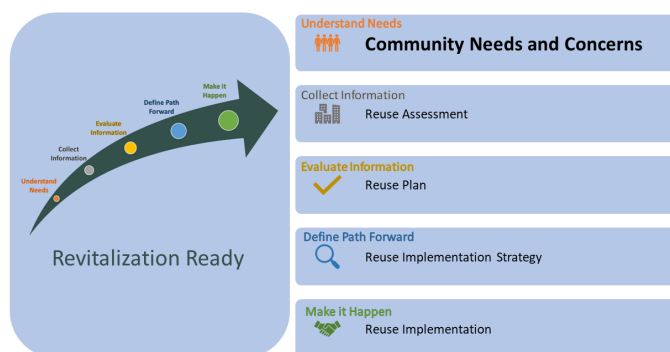 Make it
Happen
Define Path
Forward
Evaluate
Information
Collect
Information
Understand
Needs
Revitalization Ready
Understand Needs
Community Needs and Concerns
Collect Information
Reuse Assessment
Evaluate Information
Reuse Plan
Define Path Forward
Reuse Implementation Strategy
Make it Happen
Reuse Implementation